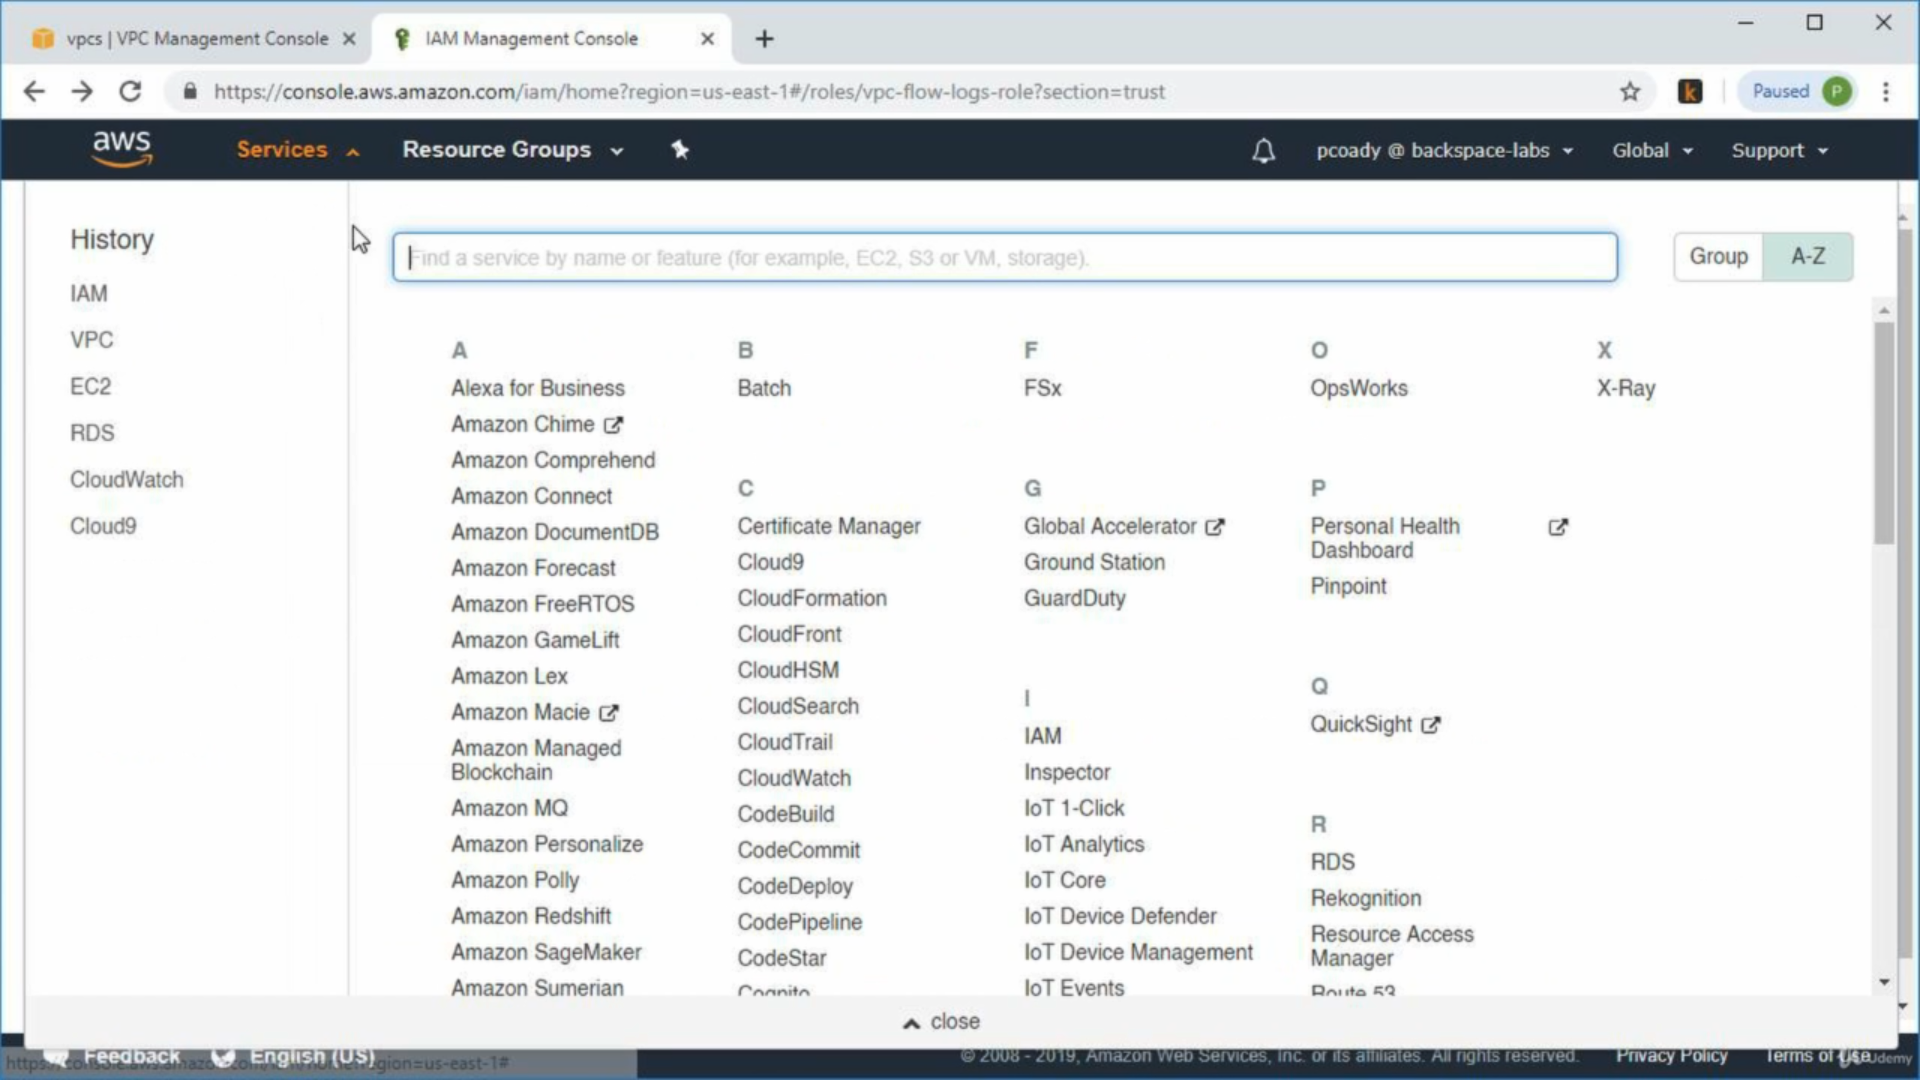 vpcs | VPC Management Console
IAM Management Console
https://console.aws.amazon.com/iam/home?region=us-east-1#/roles/vpc-flow-logs-role?section=trust
k
Paused P
aws
Services
Resource Groups
pcoady @ backspace-labs
Global
Support
History
IAM
VPC
EC2
RDS
CloudWatch
Cloud9
Find a service by name or feature (for example, EC2, S3 or VM, storage).
Group
A-Z
A
Alexa for Business
Amazon Chime
Amazon Comprehend
Amazon Connect
Amazon DocumentDB
Amazon Forecast
Amazon FreeRTOS
Amazon GameLift
Amazon Lex
Amazon Macie
Amazon Managed
Blockchain
Amazon MQ
Amazon Personalize
Amazon Polly
Amazon Redshift
Amazon SageMaker
Amazon Sumerian
B
Batch
C
Certificate Manager
Cloud9
CloudFormation
CloudFront
CloudHSM
CloudSearch
CloudTrail
CloudWatch
CodeBuild
CodeCommit
CodeDeploy
CodePipeline
CodeStar
Cognito
F
FSx
G
Global Accelerator
Ground Station
GuardDuty
I
IAM
Inspector
IoT 1-Click
IoT Analytics
IoT Core
IoT Device Defender
IoT Device Management
IoT Events
O
OpsWorks
P
Personal Health
Dashboard
Pinpoint
Q
QuickSight
R
RDS
Rekognition
Resource Access
Manager
Route 53
X
X-Ray
close
Feedback
English (US)
https://console.aws.amazon.com/iam/home?region=us-east-1#
© 2008 - 2019, Amazon Web Services, Inc. or its affiliates. All rights reserved.
Privacy Policy
Terms of Use
Udemy